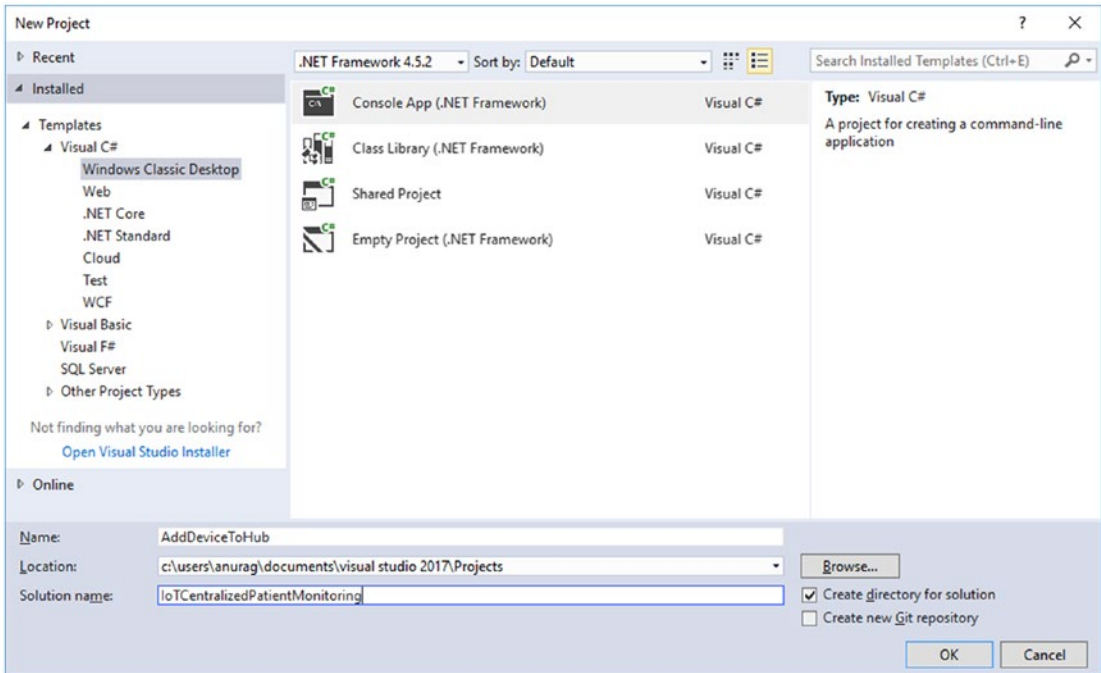 New Project
?
Recent
Installed
Templates
Visual C#
Windows Classic Desktop
Web
.NET Core
.NET Standard
Cloud
Test
WCF
Visual Basic
Visual F#
SQL Server
Other Project Types
Not finding what you are looking for?
Open Visual Studio Installer
Online
.NET Framework 4.5.2 Sort by: Default
Console App (.NET Framework) Visual C#
Class Library (.NET Framework) Visual C#
Shared Project Visual C#
Empty Project (.NET Framework) Visual C#
Search Installed Templates (Ctrl+E)
Type: Visual C#
A project for creating a command-line
application
Name: AddDeviceToHub
Location: c:\users\anurag\documents\visual studio 2017\Projects Browse...
Solution name: IoTCentralizedPatientMonitoring Create directory for solution
Create new Git repository
OK Cancel